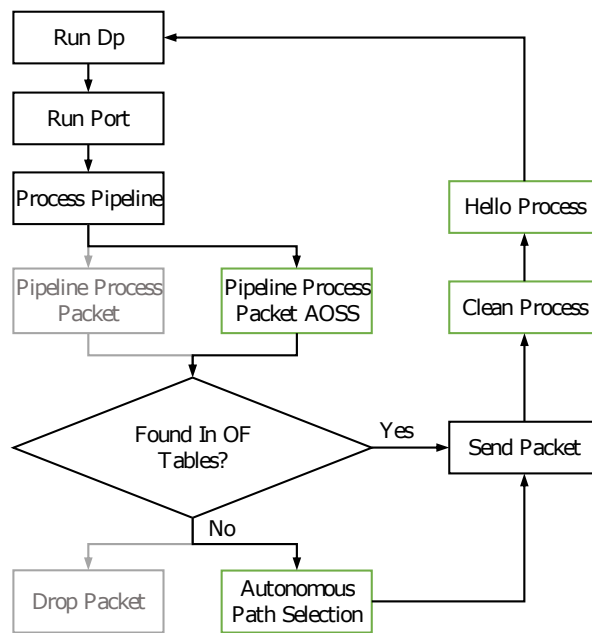 Run Dp
Run Port
Process Pipeline
Hello Process
Pipeline Process
Packet
Pipeline Process
Packet AOSS
Clean Process
Found In OF
Tables?
Yes
Send Packet
No
Drop Packet
Autonomous
Path Selection